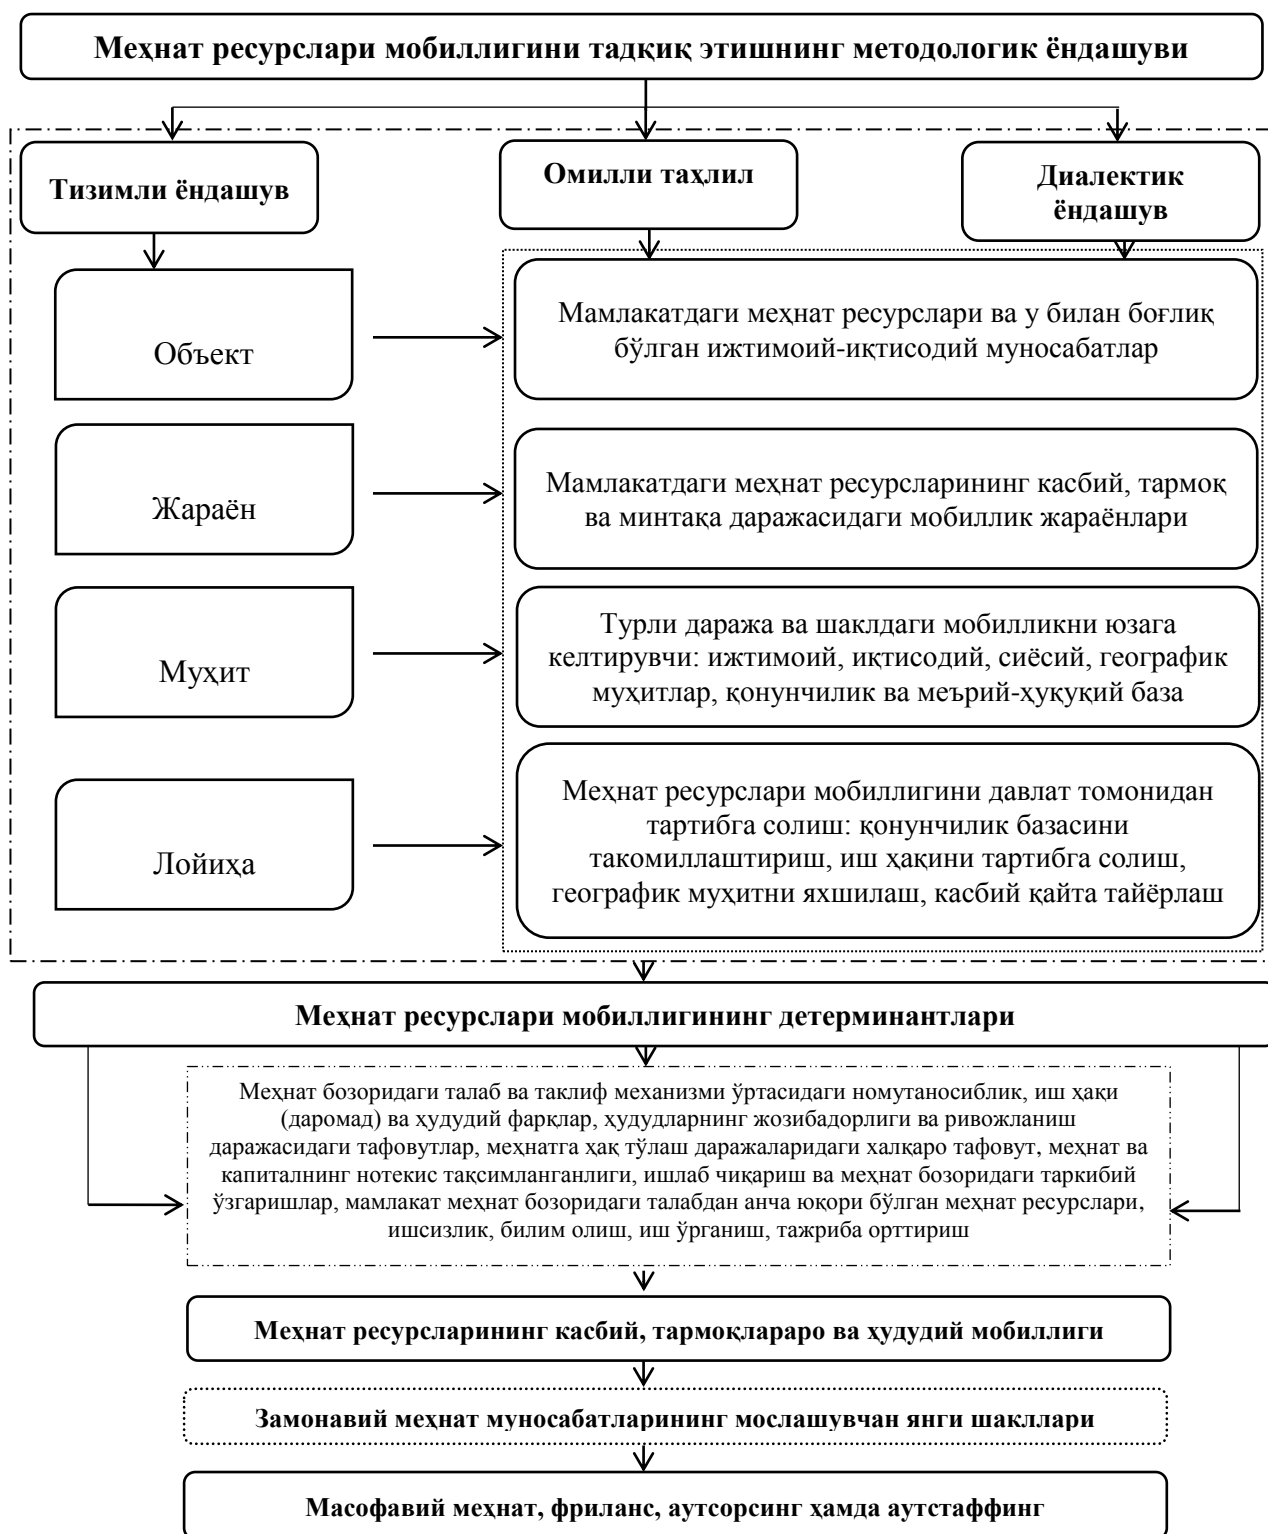 Меҳнат ресурслари мобиллигини тадқиқ этишнинг методологик ёндашуви
Тизимли ёндашув
Омилли таҳлил
Диалектик
ёндашув
Объект
Мамлакатдаги меҳнат ресурслари ва у билан боғлиқ
бўлган ижтимоий-иқтисодий муносабатлар
Жараён
Мамлакатдаги меҳнат ресурсларининг касбий, тармоқ
ва минтақа даражасидаги мобиллик жараёнлари
Муҳит
Турли даража ва шаклдаги мобилликни юзага
келтирувчи: ижтимоий, иқтисодий, сиёсий, географик
муҳитлар, қонунчилик ва меърий-ҳуқуқий база
Лойиҳа
Меҳнат ресурслари мобиллигини давлат томонидан
тартибга солиш: қонунчилик базасини
такомиллаштириш, иш ҳақини тартибга солиш,
географик муҳитни яхшилаш, касбий қайта тайёрлаш
Меҳнат ресурслари мобиллигининг детерминантлари
Меҳнат бозоридаги талаб ва таклиф механизми ўртасидаги номутаносиблик, иш ҳақи
(даромад) ва ҳудудий фарқлар, ҳудудларнинг жозибадорлиги ва ривожланиш
даражасидаги тафовутлар, меҳнатга ҳақ тўлаш даражаларидаги халқаро тафовут, меҳнат ва
капиталнинг нотекис тақсимланганлиги, ишлаб чиқариш ва меҳнат бозоридаги таркибий
ўзгаришлар, мамлакат меҳнат бозоридаги талабдан анча юқори бўлган меҳнат ресурслари,
ишсизлик, билим олиш, иш ўрганиш, тажриба орттириш
Меҳнат ресурсларининг касбий, тармоқлараро ва ҳудудий мобиллиги
Замонавий меҳнат муносабатларининг мослашувчан янги шакллари
Масофавий меҳнат, фриланс, аутсорсинг ҳамда аутстаффинг